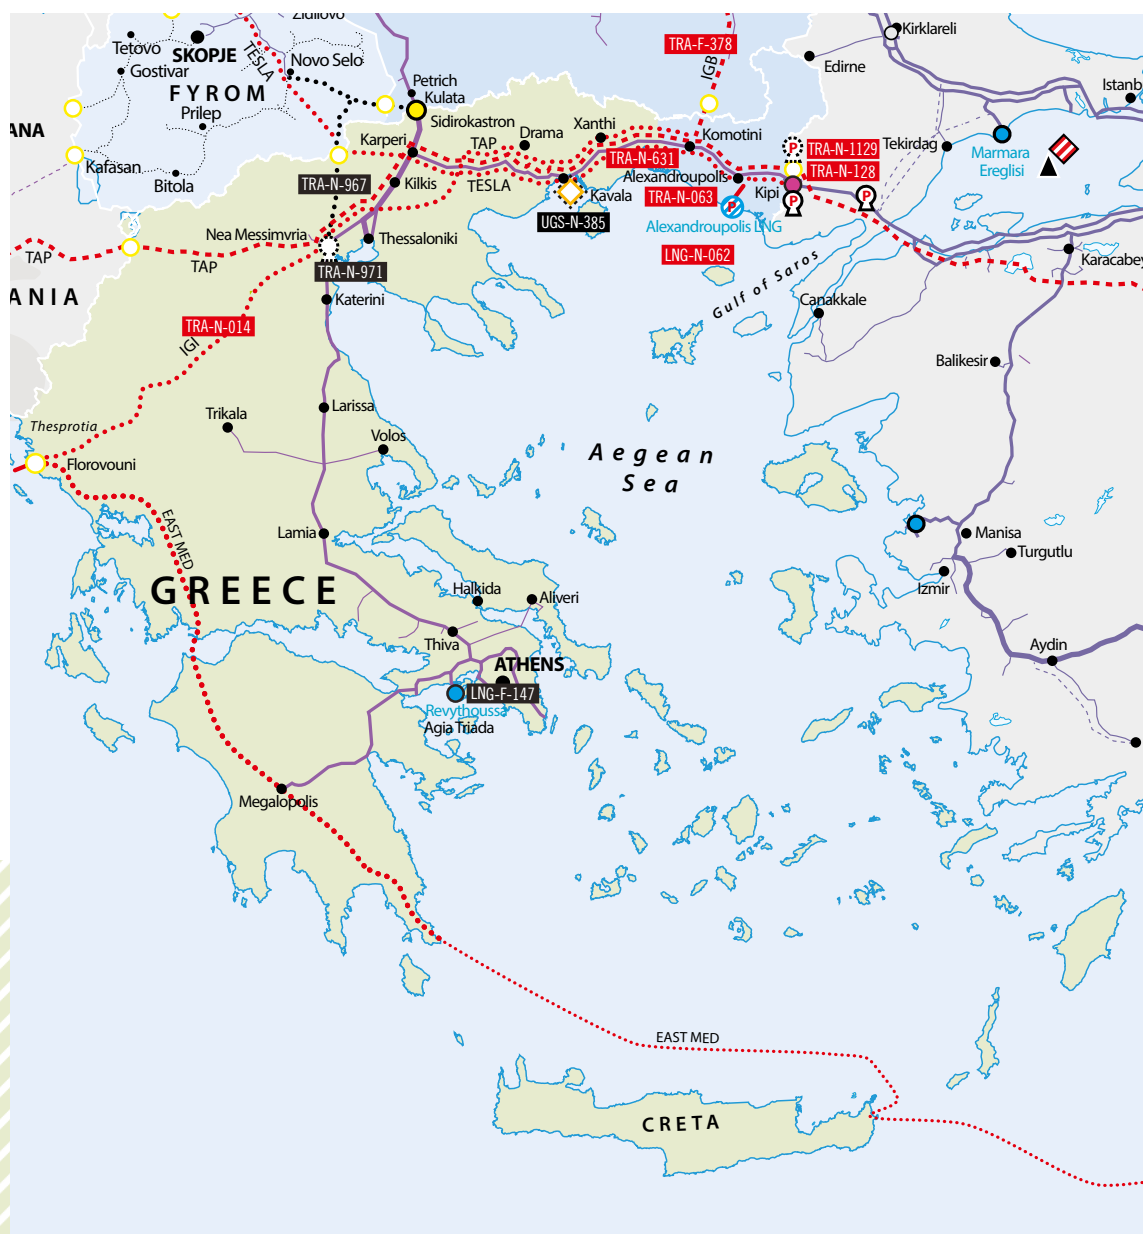 Zidilovo
Kirklareli
Tetovo
SKOPJE
TESLA
TRA-F-378
IGB
Edirne
Novo Selo
Gostivar
Petrich
Kulata
FYROM
Prilep
Istanb
Sidirokastron
Xanthi
Drama
Komotini
ANA
Karperi
TAP
TRA-N-1129
Tekirdag
Marmara
Ereglisi
TRA-N-631
TRA-N-128
Kafasan
Bitola
TRA-N-967
Kilkis
TESLA
Alexandroupolis
Kipi
Kavala
TRA-N-063
P
P
P
P
UGS-N-385
Alexandroupolis LNG
Nea Messimvria
Thessaloniki
TAP
TAP
LNG-N-062
Karacabey
TRA-N-971
Gulf of Saros
ANIA
Katerini
Canakkale
TRA-N-014
IGI
Balikesir
Larissa
Trikala
Thesprotia
Volos
Aegean
Sea
Florovouni
EAST MED
Lamia
Manisa
Turgutlu
GREECE
Halkida
Aliveri
Izmir
Thiva
Aydin
ATHENS
LNG-F-147
Revythoussa
Agia Triada
Megalopolis
EAST MED
CRETA